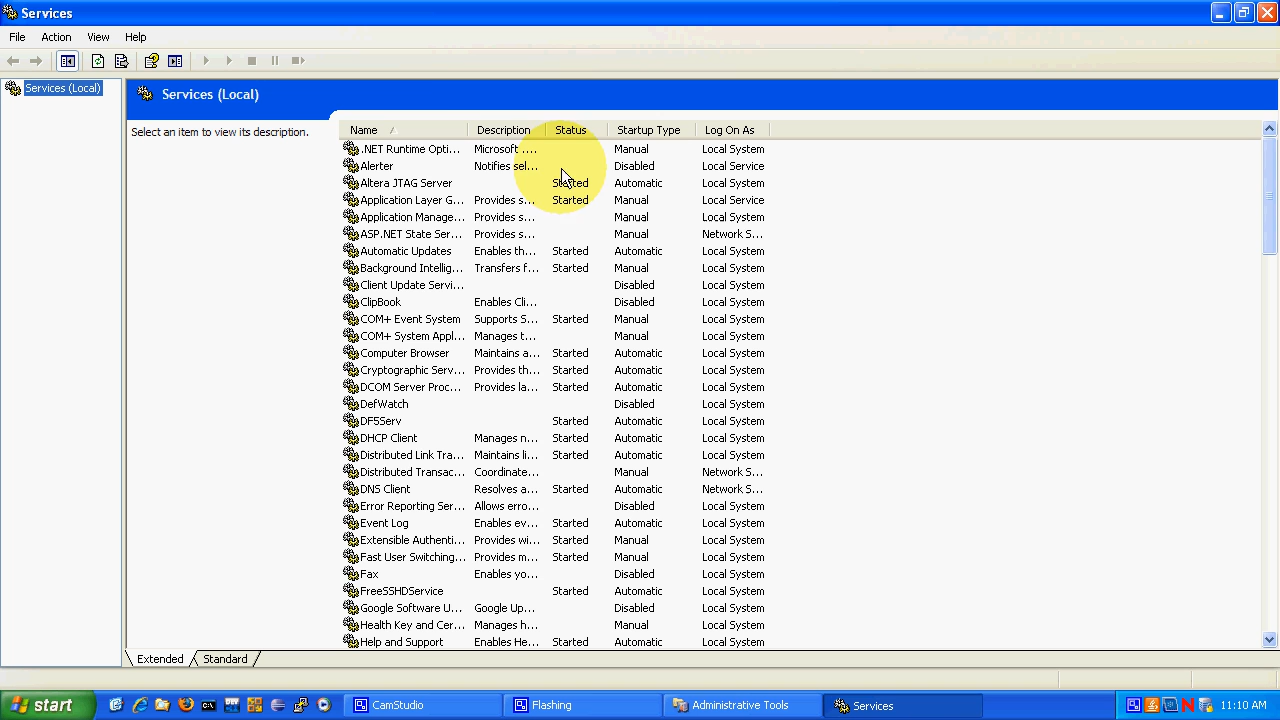 Services
File Action View Help
Services (Local)
Services (Local)
Select an item to view its description.
Name Description Status Startup Type Log On As
.NET Runtime Opti... Microsoft .... Manual Local System
Alerter Notifies sel... Disabled Local Service
Altera JTAG Server Started Automatic Local System
Application Layer G... Provides s... Started Manual Local Service
Application Manage... Provides s... Manual Local System
ASP.NET State Ser... Provides s... Manual Network S...
Automatic Updates Enables th... Started Automatic Local System
Background Intellig... Transfers f... Started Manual Local System
Client Update Servi... Disabled Local System
ClipBook Enables Cli... Disabled Local System
COM+ Event System Supports S... Started Manual Local System
COM+ System Appl... Manages t... Manual Local System
Computer Browser Maintains a... Started Automatic Local System
Cryptographic Serv... Provides th... Started Automatic Local System
DCOM Server Proc... Provides la... Started Automatic Local System
DefWatch Disabled Local System
DF5Serv Started Automatic Local System
DHCP Client Manages n... Started Automatic Local System
Distributed Link Tra... Maintains li... Started Automatic Local System
Distributed Transac... Coordinate... Manual Network S...
DNS Client Resolves a... Started Automatic Network S...
Error Reporting Ser... Allows erro... Disabled Local System
Event Log Enables ev... Started Automatic Local System
Extensible Authenti... Provides wi... Started Manual Local System
Fast User Switching... Provides m... Started Manual Local System
Fax Enables yo... Disabled Local System
FreeSSHDService Started Automatic Local System
Google Software U... Google Up... Disabled Local System
Health Key and Cer... Manages h... Manual Local System
Help and Support Enables He... Started Automatic Local System
Extended Standard
start CamStudio Flashing Administrative Tools Services 11:10 AM